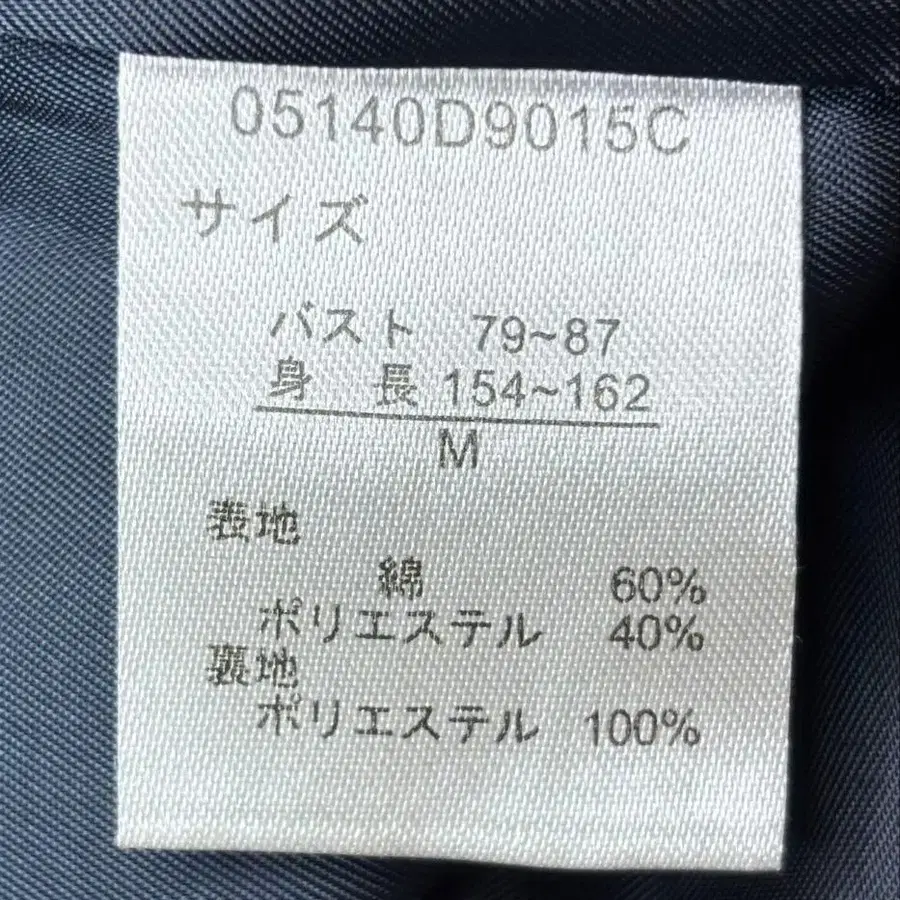 05140D9015C
サイズ
バスト 79~87
身 長 154~162
M
表地
綿 60%
ポリエステル 40%
裏地
ポリエステル 100%